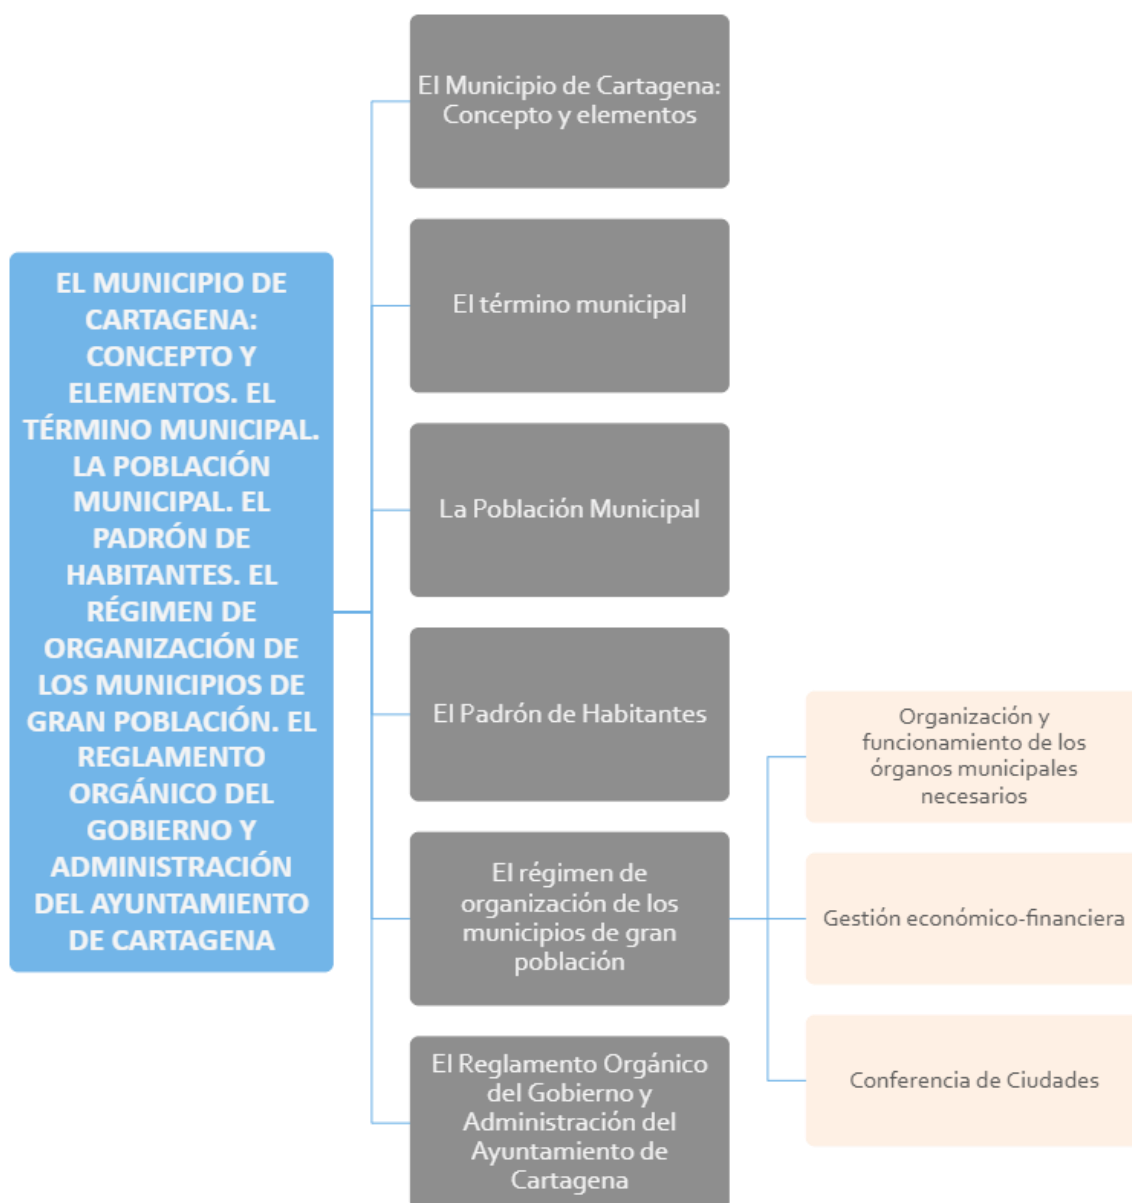 EL MUNICIPIO DE
CARTAGENA:
CONCEPTO Y
ELEMENTOS. EL
TÉRMINO MUNICIPAL.
LA POBLACIÓN
MUNICIPAL. EL
PADRÓN DE
HABITANTES. EL
RÉGIMEN DE
ORGANIZACIÓN DE
LOS MUNICIPIOS DE
GRAN POBLACIÓN. EL
REGLAMENTO
ORGÁNICO DEL
GOBIERNO Y
ADMINISTRACIÓN
DEL AYUNTAMIENTO
DE CARTAGENA
El Municipio de Cartagena:
Concepto y elementos
El término municipal
La Población Municipal
El Padrón de Habitantes
El régimen de
organización de los
municipios de gran
población
Organización y
funcionamiento de los
órganos municipales
necesarios
Gestión económico-financiera
Conferencia de Ciudades
El Reglamento Orgánico
del Gobierno y
Administración del
Ayuntamiento de
Cartagena